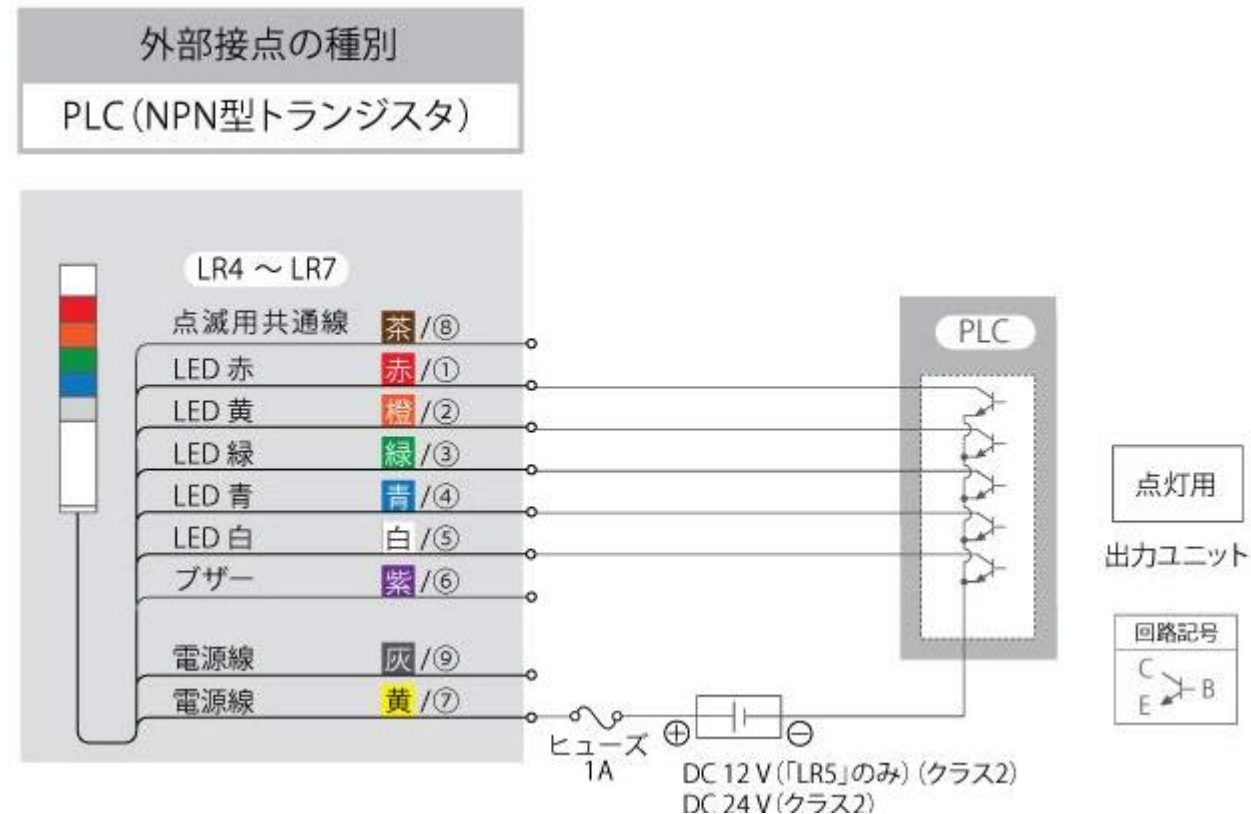 外部接点の種別
PLC(NPN型トランジスタ)
LR4 ～ LR7
点滅用共通線 茶/⑧
LED 赤 赤/①
LED 黄 橙/②
LED 緑 緑/③
LED 青 青/④
LED 白 白/⑤
ブザー 紫/⑥
電源線 灰/⑨
電源線 黄/⑦
ヒューズ
1A
⊕ ⊖
DC 12 V(「LR5」のみ) (クラス2)
DC 24 V(クラス2)
PLC
点灯用
出力ユニット
回路記号
C
B
E